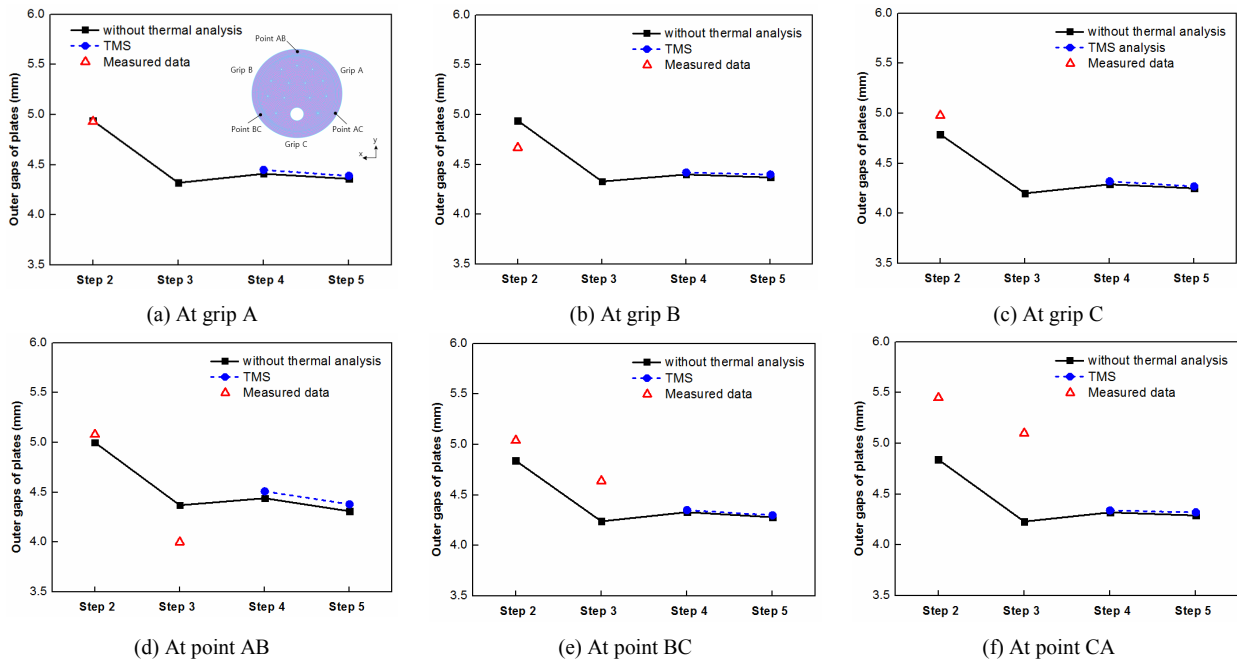 Outer gaps of plates (mm)
6.0
5.5
5.0
4.5
4.0
3.5
without thermal analysis
TMS
Measured data
Point AB
Grip B
Grip A
Point BC
Point AC
Grip C
y
x
Step 2
Step 3
Step 4
Step 5
(a) At grip A
Outer gaps of plates (mm)
6.0
5.5
5.0
4.5
4.0
3.5
without thermal analysis
TMS
Measured data
Step 2
Step 3
Step 4
Step 5
(b) At grip B
Outer gaps of plates (mm)
6.0
5.5
5.0
4.5
4.0
3.5
without thermal analysis
TMS analysis
Measured data
Step 2
Step 3
Step 4
Step 5
(c) At grip C
Outer gaps of plates (mm)
6.0
5.5
5.0
4.5
4.0
3.5
without thermal analysis
TMS
Measured data
Step 2
Step 3
Step 4
Step 5
(d) At point AB
Outer gaps of plates (mm)
6.0
5.5
5.0
4.5
4.0
3.5
without thermal analysis
TMS
Measured data
Step 2
Step 3
Step 4
Step 5
(e) At point BC
Outer gaps of plates (mm)
6.0
5.5
5.0
4.5
4.0
3.5
without thermal analysis
TMS
Measured data
Step 2
Step 3
Step 4
Step 5
(f) At point CA